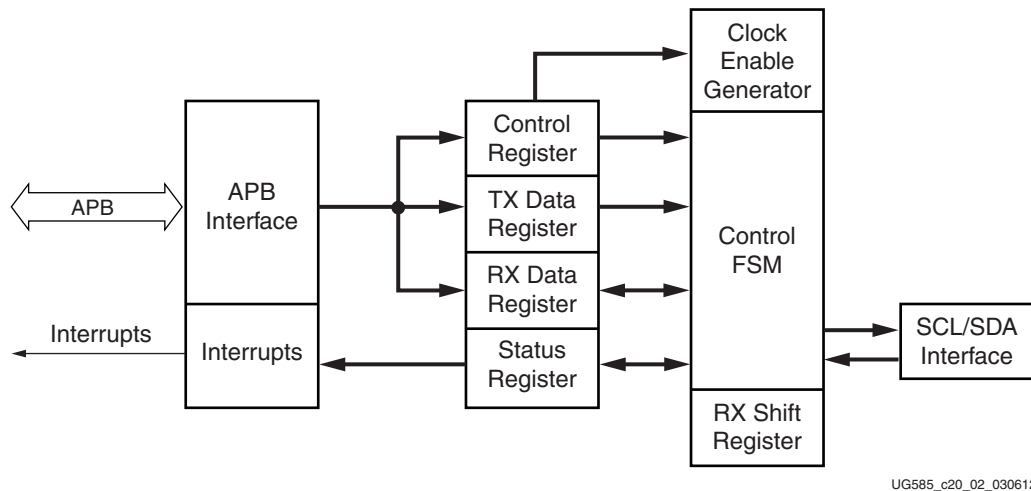 Clock
Enable
Generator
Control
Register
APB
APB
Interface
TX Data
Register
Control
FSM
RX Data
Register
Interrupts
Interrupts
Status
Register
SCL/SDA
Interface
RX Shift
Register
UG585_c20_02_030612